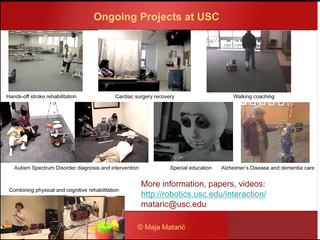 Ongoing Projects at USC
Hands-off stroke rehabilitation
Cardiac surgery recovery
Walking coaching
Autism Spectrum Disorder diagnosis and intervention
Special education
Alzheimer's Disease and dementia care
Combining physical and cognitive rehabilitation
More information, papers, videos:
http://robotics.usc.edu/interaction/
mataric@usc.edu
© Maja Matarić